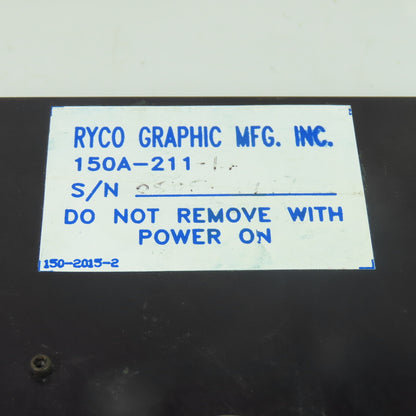 RYCO GRAPHIC MFG. INC.
150A-211
S/N
DO NOT REMOVE WITH
POWER ON
150-2015-2